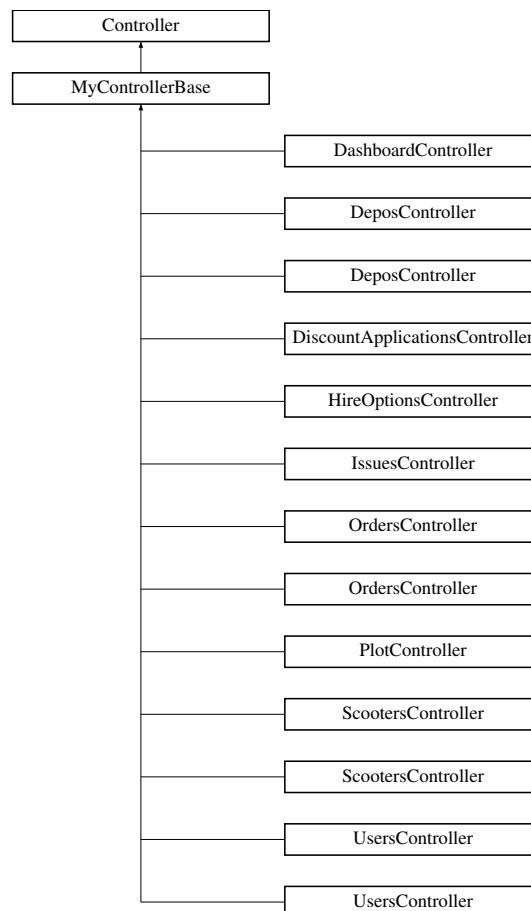 Controller
MyControllerBase
DashboardController
DeposController
DeposController
DiscountApplicationsController
HireOptionsController
IssuesController
OrdersController
OrdersController
PlotController
ScootersController
ScootersController
UsersController
UsersController